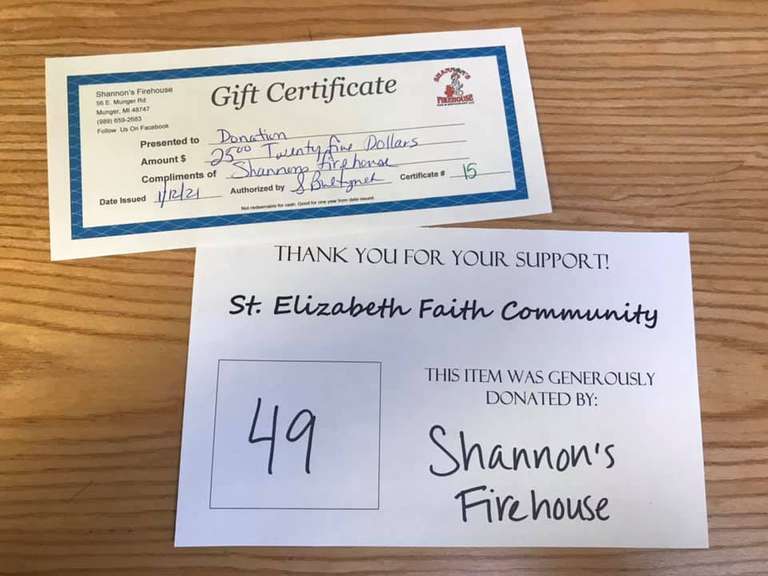 Shannon's Firehouse
56 E. Munger Rd
Munger, MI 48747
(989) 659-2683
Follow Us On Facebook
Gift Certificate
SHANNON'S
FIREHOUSE
Presented to Donation
Amount $ 25⁰⁰ Twenty five Dollars
Compliments of Shannons Firehouse
Date Issued 1/12/21 Authorized by Certificate # 15
Not redeemable for cash. Good for one year from date issued.
THANK YOU FOR YOUR SUPPORT!
St. Elizabeth Faith Community
49
THIS ITEM WAS GENEROUSLY
DONATED BY:
Shannon's
Firehouse